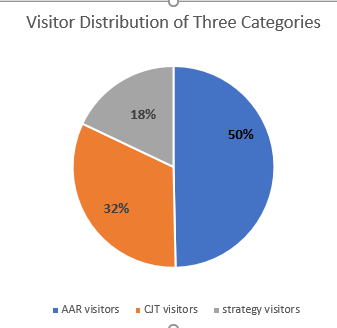 Visitor Distribution of Three Categories
18%
50%
32%
AAR visitors CJT visitors strategy visitors